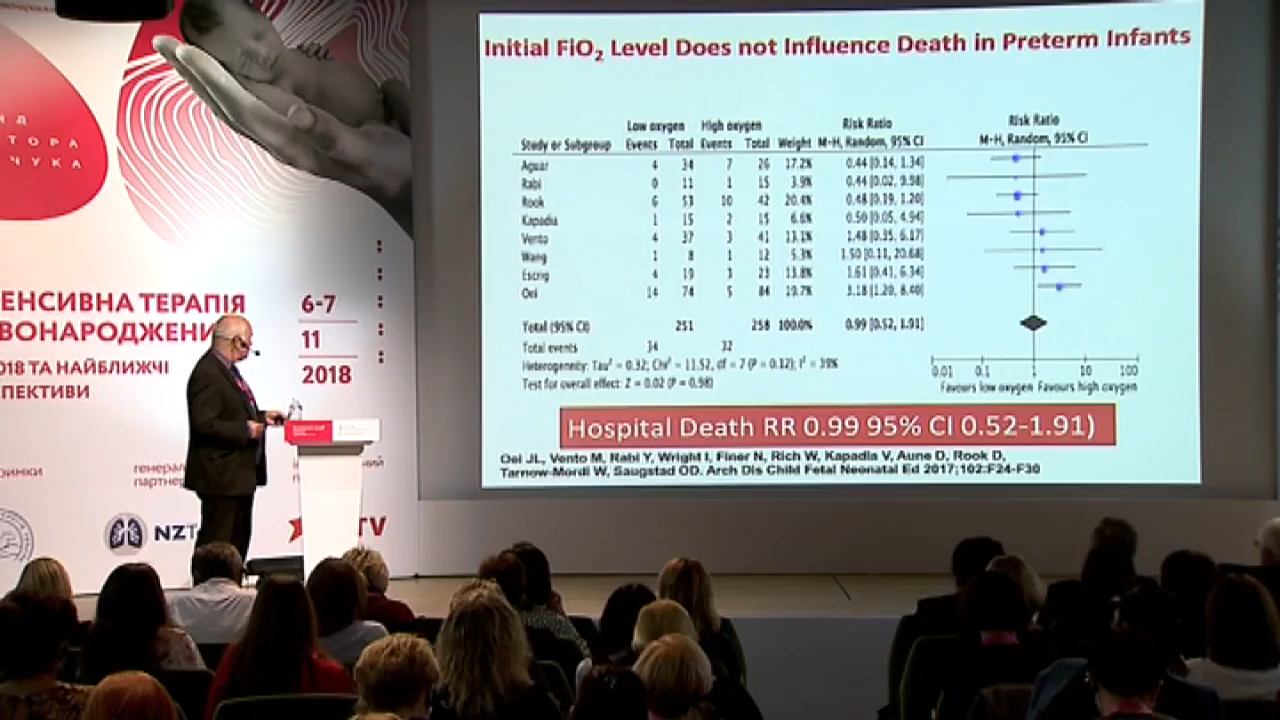 НД
ТОРА
ЧУКА
ЕНСИВНА ТЕРАПІЯ
ВОНАРОДЖЕНИ
018 ТА НАЙБЛИЖЧІ
ПЕКТИВИ
6-7
11
2018
оринки
генерал
партне
NZT
TV
Initial FiO₂ Level Does not Influence Death in Preterm Infants
Low oxygen High oxygen Risk Ratio Risk Ratio
Study or Subgroup Events Total Events Total Weight M-H, Random, 95% CI M-H, Random, 95% CI
Aguar 4 34 7 26 17.2% 0.44 [0.14, 1.34]
Rabi 0 11 1 15 3.9% 0.44 [0.02, 9.98]
Rook 6 53 10 42 20.4% 0.48 [0.19, 1.20]
Kapadia 1 15 2 15 6.6% 0.50 [0.05, 4.94]
Vento 4 37 3 41 13.1% 1.48 [0.35, 6.17]
Wang 1 8 1 12 5.3% 1.50 [0.11, 20.68]
Escrig 4 19 3 23 13.8% 1.61 [0.41, 6.34]
Oei 14 74 5 84 19.7% 3.18 [1.20, 8.40]
Total (95% CI) 251 258 100.0% 0.99 [0.52, 1.91]
Total events 34 32
Heterogeneity: Tau² = 0.32; Chi² = 11.52, df = 7 (P = 0.12); I² = 39%
Test for overall effect: Z = 0.02 (P = 0.98)
0.01 0.1 1 10 100
Favours low oxygen Favours high oxygen
Hospital Death RR 0.99 95% CI 0.52-1.91)
Oei JL, Vento M, Rabi Y, Wright I, Finer N, Rich W, Kapadia V, Aune D, Rook D,
Tarnow-Mordi W, Saugstad OD. Arch Dis Child Fetal Neonatal Ed 2017;102:F24-F30